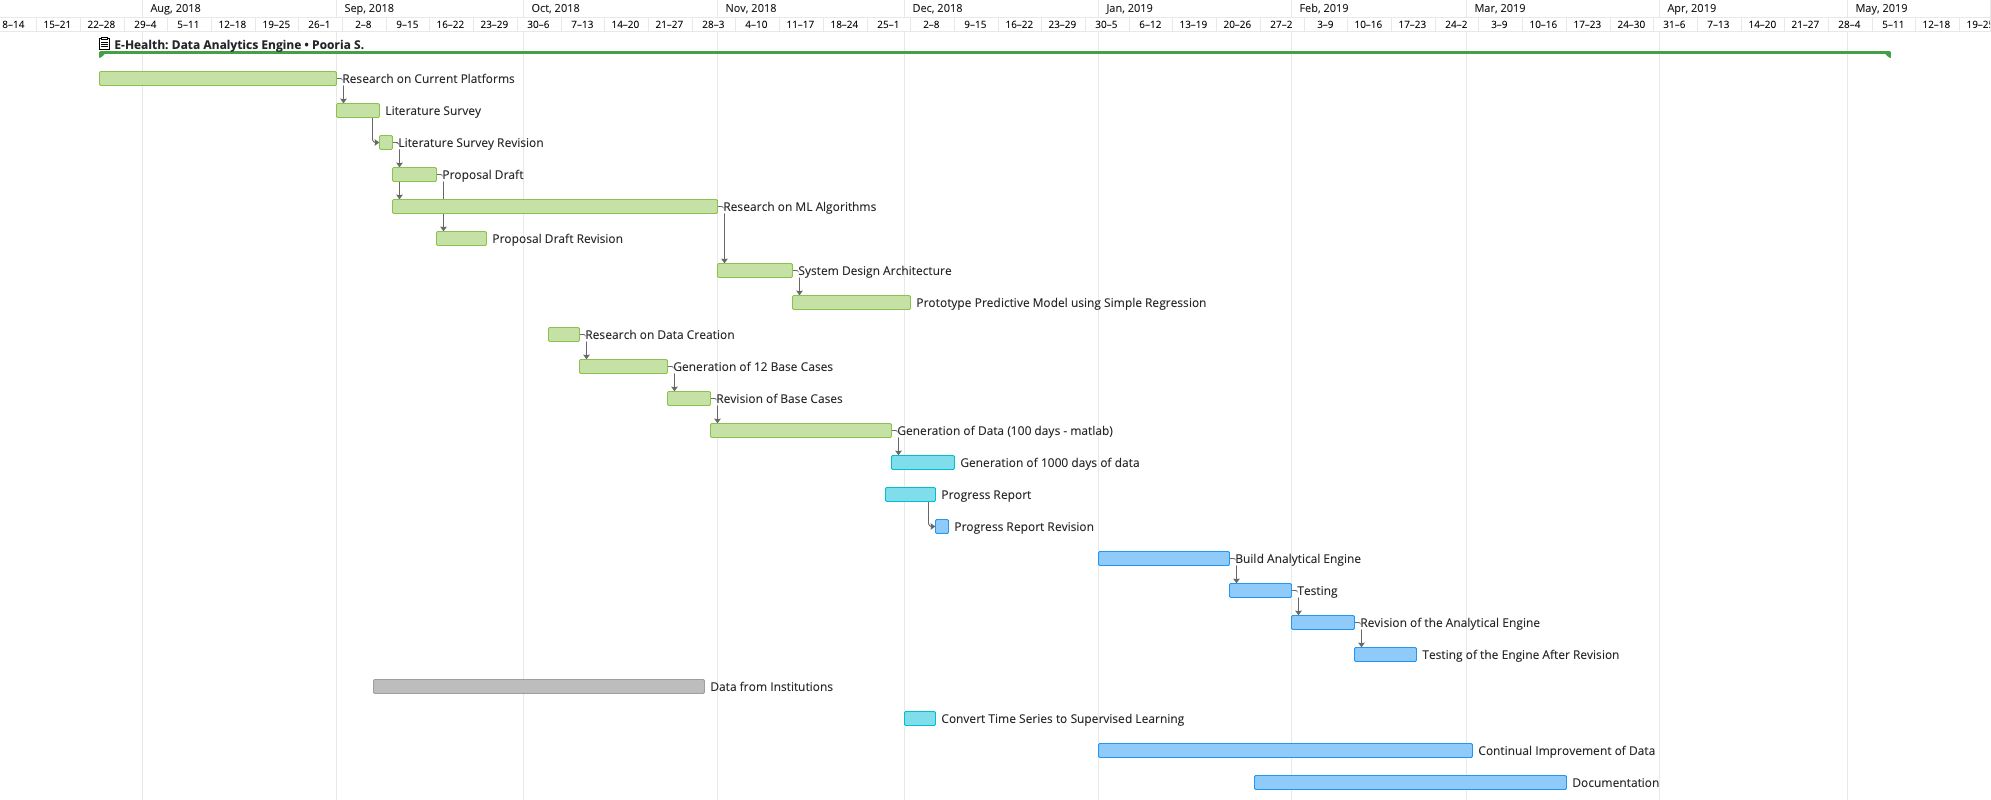 Aug, 2018 Sep, 2018 Oct, 2018 Nov, 2018 Dec, 2018 Jan, 2019 Feb, 2019 Mar, 2019 Apr, 2019 May, 2019
8–14 15–21 22–28 29–4 5–11 12–18 19–25 26–1 2–8 9–15 16–22 23–29 30–6 7–13 14–20 21–27 28–3 4–10 11–17 18–24 25–1 2–8 9–15 16–22 23–29 30–5 6–12 13–19 20–26 27–2 3–9 10–16 17–23 24–2 3–9 10–16 17–23 24–30 31–6 7–13 14–20 21–27 28–4 5–11 12–18 19–25
E-Health: Data Analytics Engine • Pooria S.
Research on Current Platforms
Literature Survey
Literature Survey Revision
Proposal Draft
Research on ML Algorithms
Proposal Draft Revision
System Design Architecture
Prototype Predictive Model using Simple Regression
Research on Data Creation
Generation of 12 Base Cases
Revision of Base Cases
Generation of Data (100 days - matlab)
Generation of 1000 days of data
Progress Report
Progress Report Revision
Build Analytical Engine
Testing
Revision of the Analytical Engine
Testing of the Engine After Revision
Data from Institutions
Convert Time Series to Supervised Learning
Continual Improvement of Data
Documentation